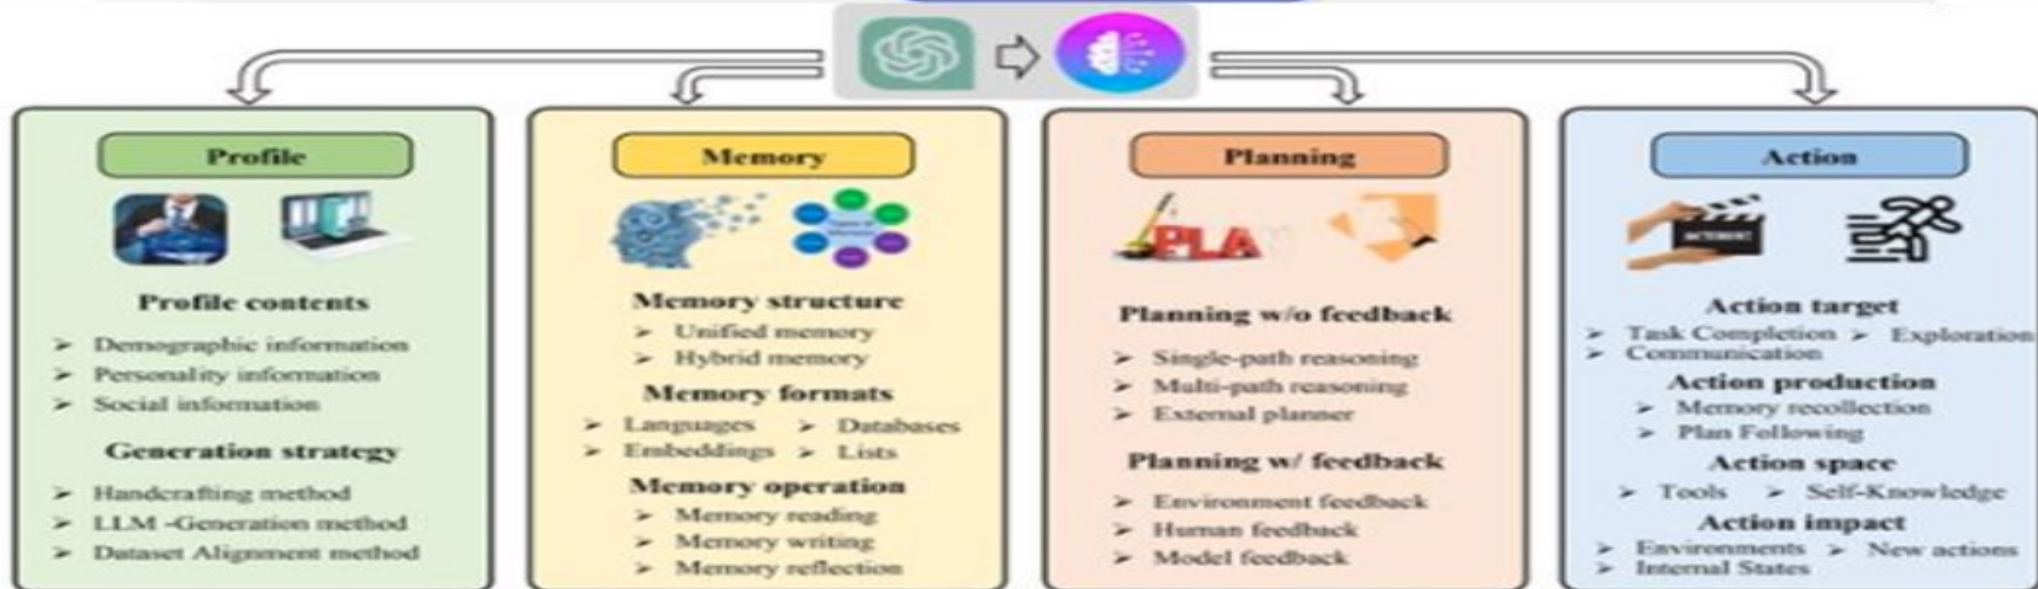 Profile
Profile contents
➢ Demographic information
➢ Personality information
➢ Social information
Generation strategy
➢ Handcrafting method
➢ LLM -Generation method
➢ Dataset Alignment method
Memory
Memory structure
➢ Unified memory
➢ Hybrid memory
Memory formats
➢ Languages ➢ Databases
➢ Embeddings ➢ Lists
Memory operation
➢ Memory reading
➢ Memory writing
➢ Memory reflection
Planning
PLA
Planning w/o feedback
➢ Single-path reasoning
➢ Multi-path reasoning
➢ External planner
Planning w/ feedback
➢ Environment feedback
➢ Human feedback
➢ Model feedback
Action
Action target
➢ Task Completion ➢ Exploration
➢ Communication
Action production
➢ Memory recollection
➢ Plan Following
Action space
➢ Tools ➢ Self-Knowledge
Action impact
➢ Environments ➢ New actions
➢ Internal States